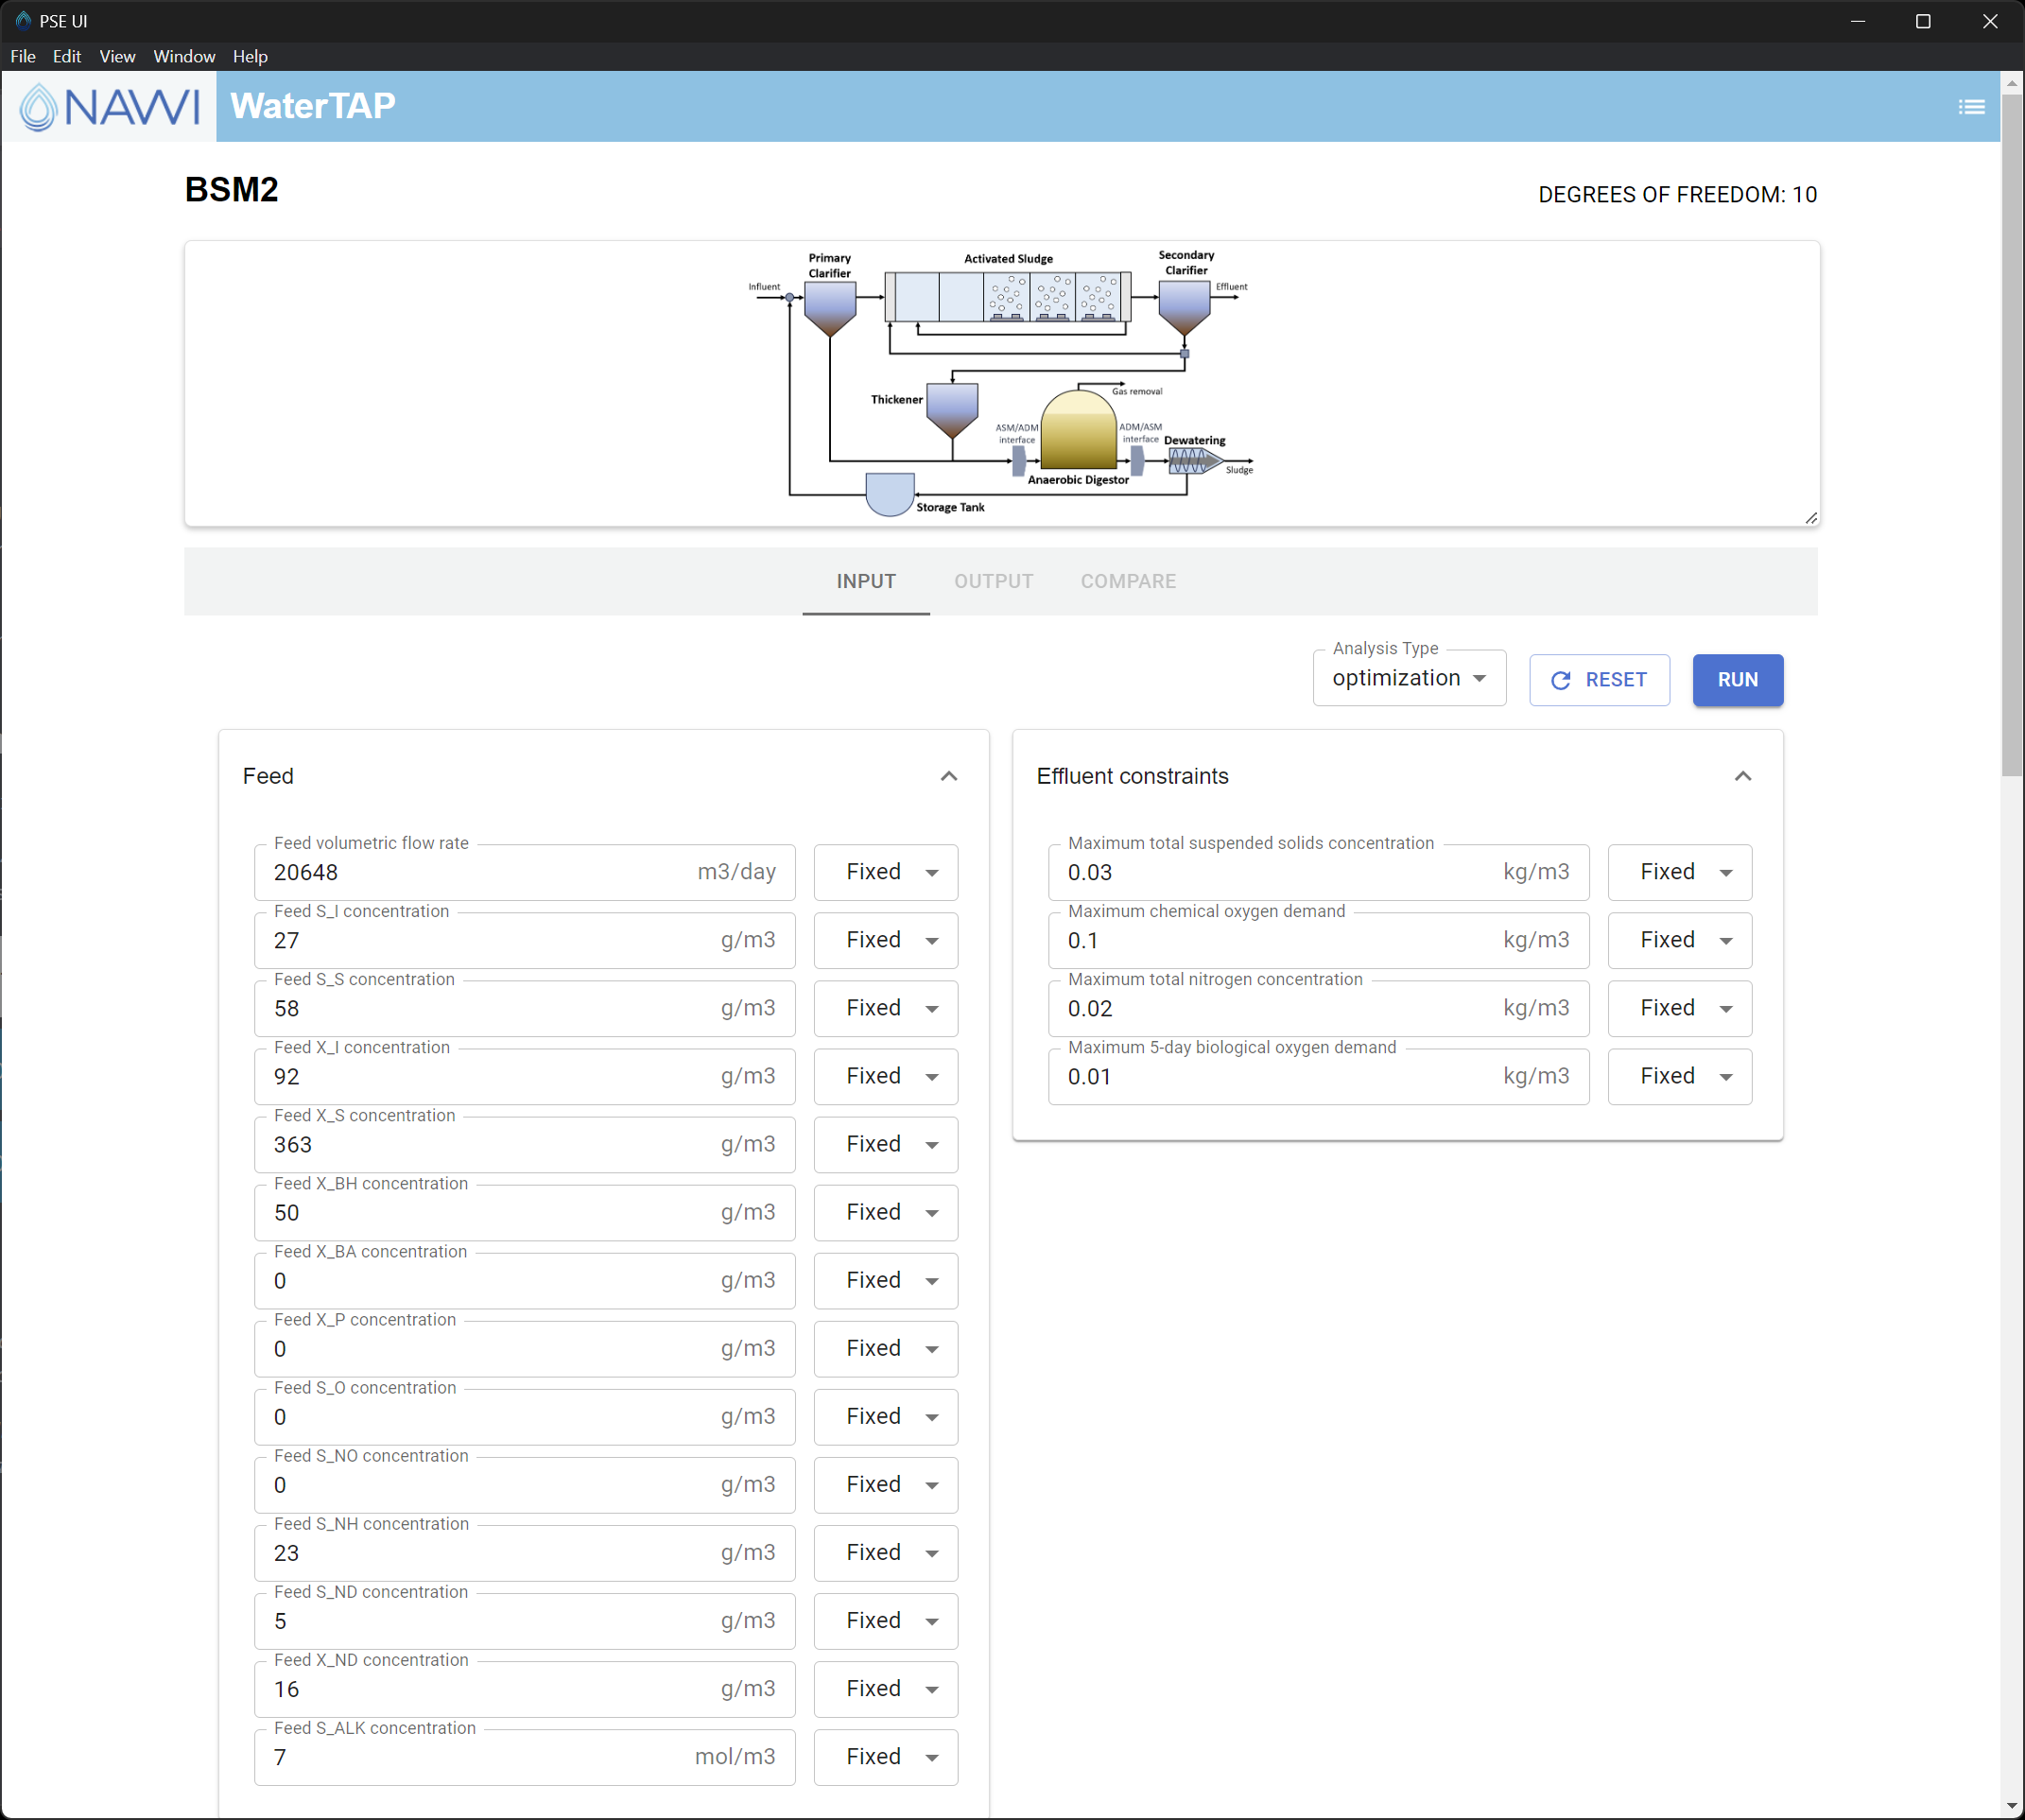 PSE UI
File Edit View Window Help
NAWI WaterTAP
BSM2
DEGREES OF FREEDOM: 10
Primary Clarifier
Activated Sludge
Secondary Clarifier
Influent
Effluent
Thickener
Gas removal
ASM/ADM interface
ADM/ASM interface
Dewatering
Sludge
Anaerobic Digestor
Storage Tank
INPUT OUTPUT COMPARE
Analysis Type
optimization
RESET
RUN
Feed
Feed volumetric flow rate
20648 m3/day Fixed
Feed S_I concentration
27 g/m3 Fixed
Feed S_S concentration
58 g/m3 Fixed
Feed X_I concentration
92 g/m3 Fixed
Feed X_S concentration
363 g/m3 Fixed
Feed X_BH concentration
50 g/m3 Fixed
Feed X_BA concentration
0 g/m3 Fixed
Feed X_P concentration
0 g/m3 Fixed
Feed S_O concentration
0 g/m3 Fixed
Feed S_NO concentration
0 g/m3 Fixed
Feed S_NH concentration
23 g/m3 Fixed
Feed S_ND concentration
5 g/m3 Fixed
Feed X_ND concentration
16 g/m3 Fixed
Feed S_ALK concentration
7 mol/m3 Fixed
Effluent constraints
Maximum total suspended solids concentration
0.03 kg/m3 Fixed
Maximum chemical oxygen demand
0.1 kg/m3 Fixed
Maximum total nitrogen concentration
0.02 kg/m3 Fixed
Maximum 5-day biological oxygen demand
0.01 kg/m3 Fixed